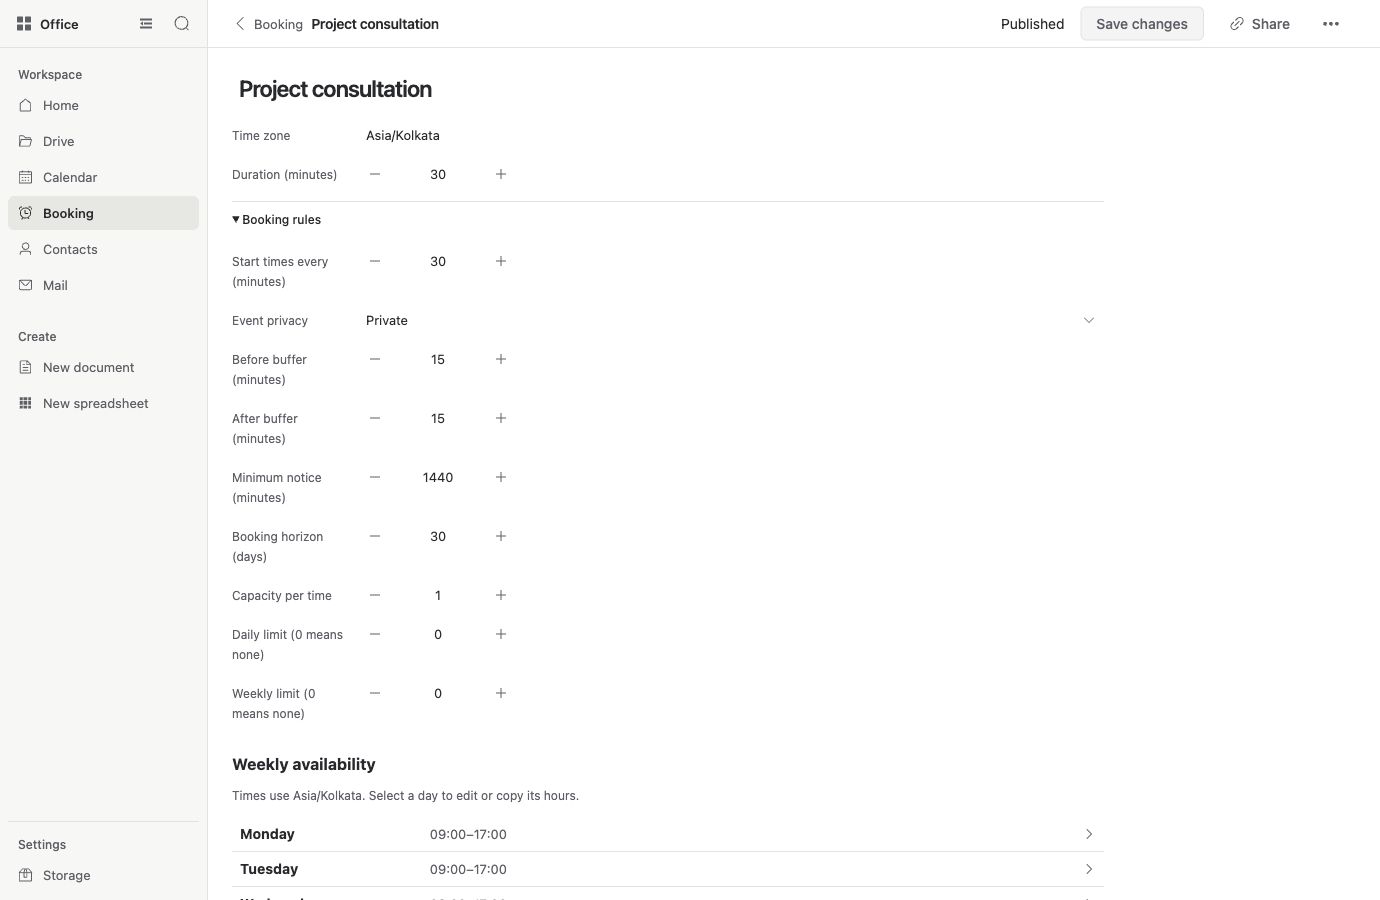 Office
Booking Project consultation
Published
Save changes
Share
Workspace
Home
Drive
Calendar
Booking
Contacts
Mail
Create
New document
New spreadsheet
Settings
Storage
Project consultation
Time zone Asia/Kolkata
Duration (minutes) 30
Booking rules
Start times every
(minutes)
30
Event privacy Private
Before buffer
(minutes)
15
After buffer
(minutes)
15
Minimum notice
(minutes)
1440
Booking horizon
(days)
30
Capacity per time 1
Daily limit (0 means
none)
0
Weekly limit (0
means none)
0
Weekly availability
Times use Asia/Kolkata. Select a day to edit or copy its hours.
Monday 09:00–17:00
Tuesday 09:00–17:00